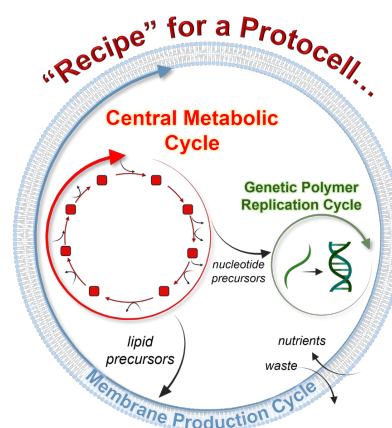 “Recipe” for a Protocell...
Central Metabolic
Cycle
Genetic Polymer
Replication Cycle
nucleotide
precursors
lipid
precursors
nutrients
waste
Membrane Production Cycle